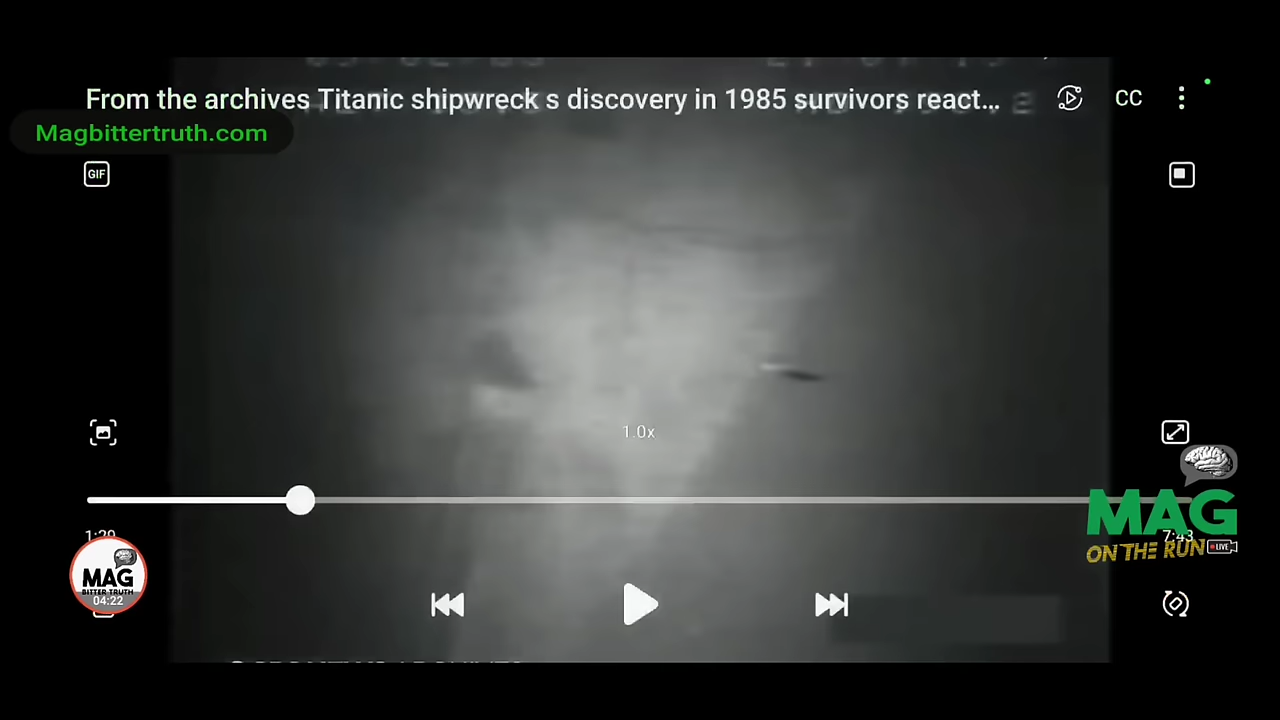 From the archives Titanic shipwreck s discovery in 1985 survivors react...
CC
Magbittertruth.com
GIF
1.0x
MAG
ON THE RUN
LIVE
1:29
7:43
MAG
BITTER TRUTH
04:22